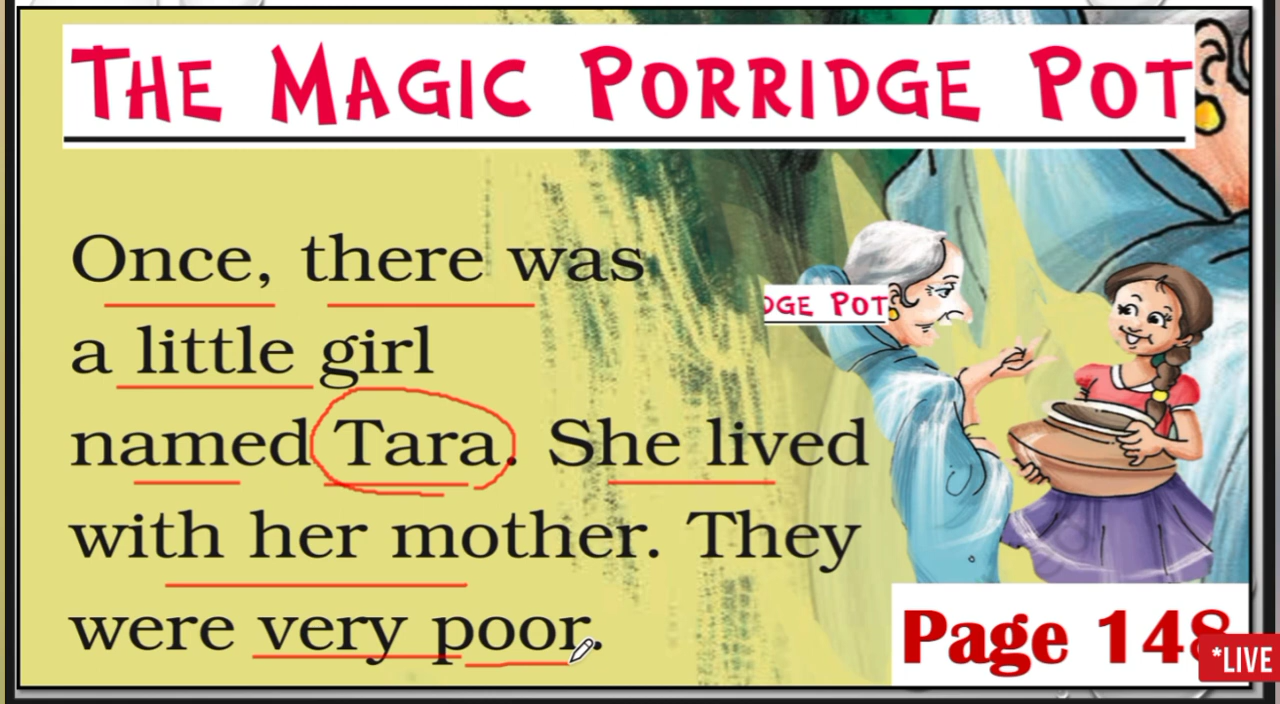 THE MAGIC PORRIDGE POT
Once, there was
DGE POT
a little girl
named Tara. She lived
with her mother. They
were very poor.
Page 148
*LIVE